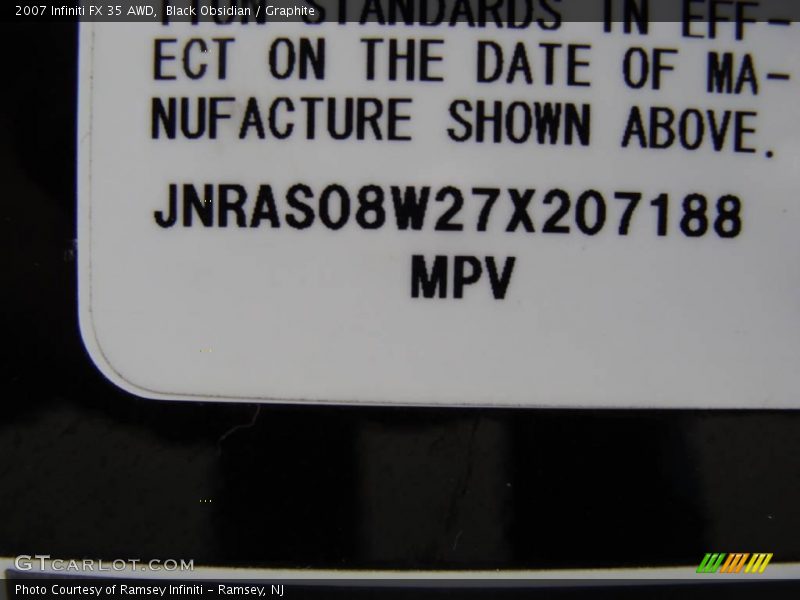 2007 Infiniti FX 35 AWD, Black Obsidian / Graphite
STANDARDS IN EFF-
ECT ON THE DATE OF MA-
NUFACTURE SHOWN ABOVE.
JNRAS08W27X207188
MPV
GTCARLOT.COM
Photo Courtesy of Ramsey Infiniti - Ramsey, NJ